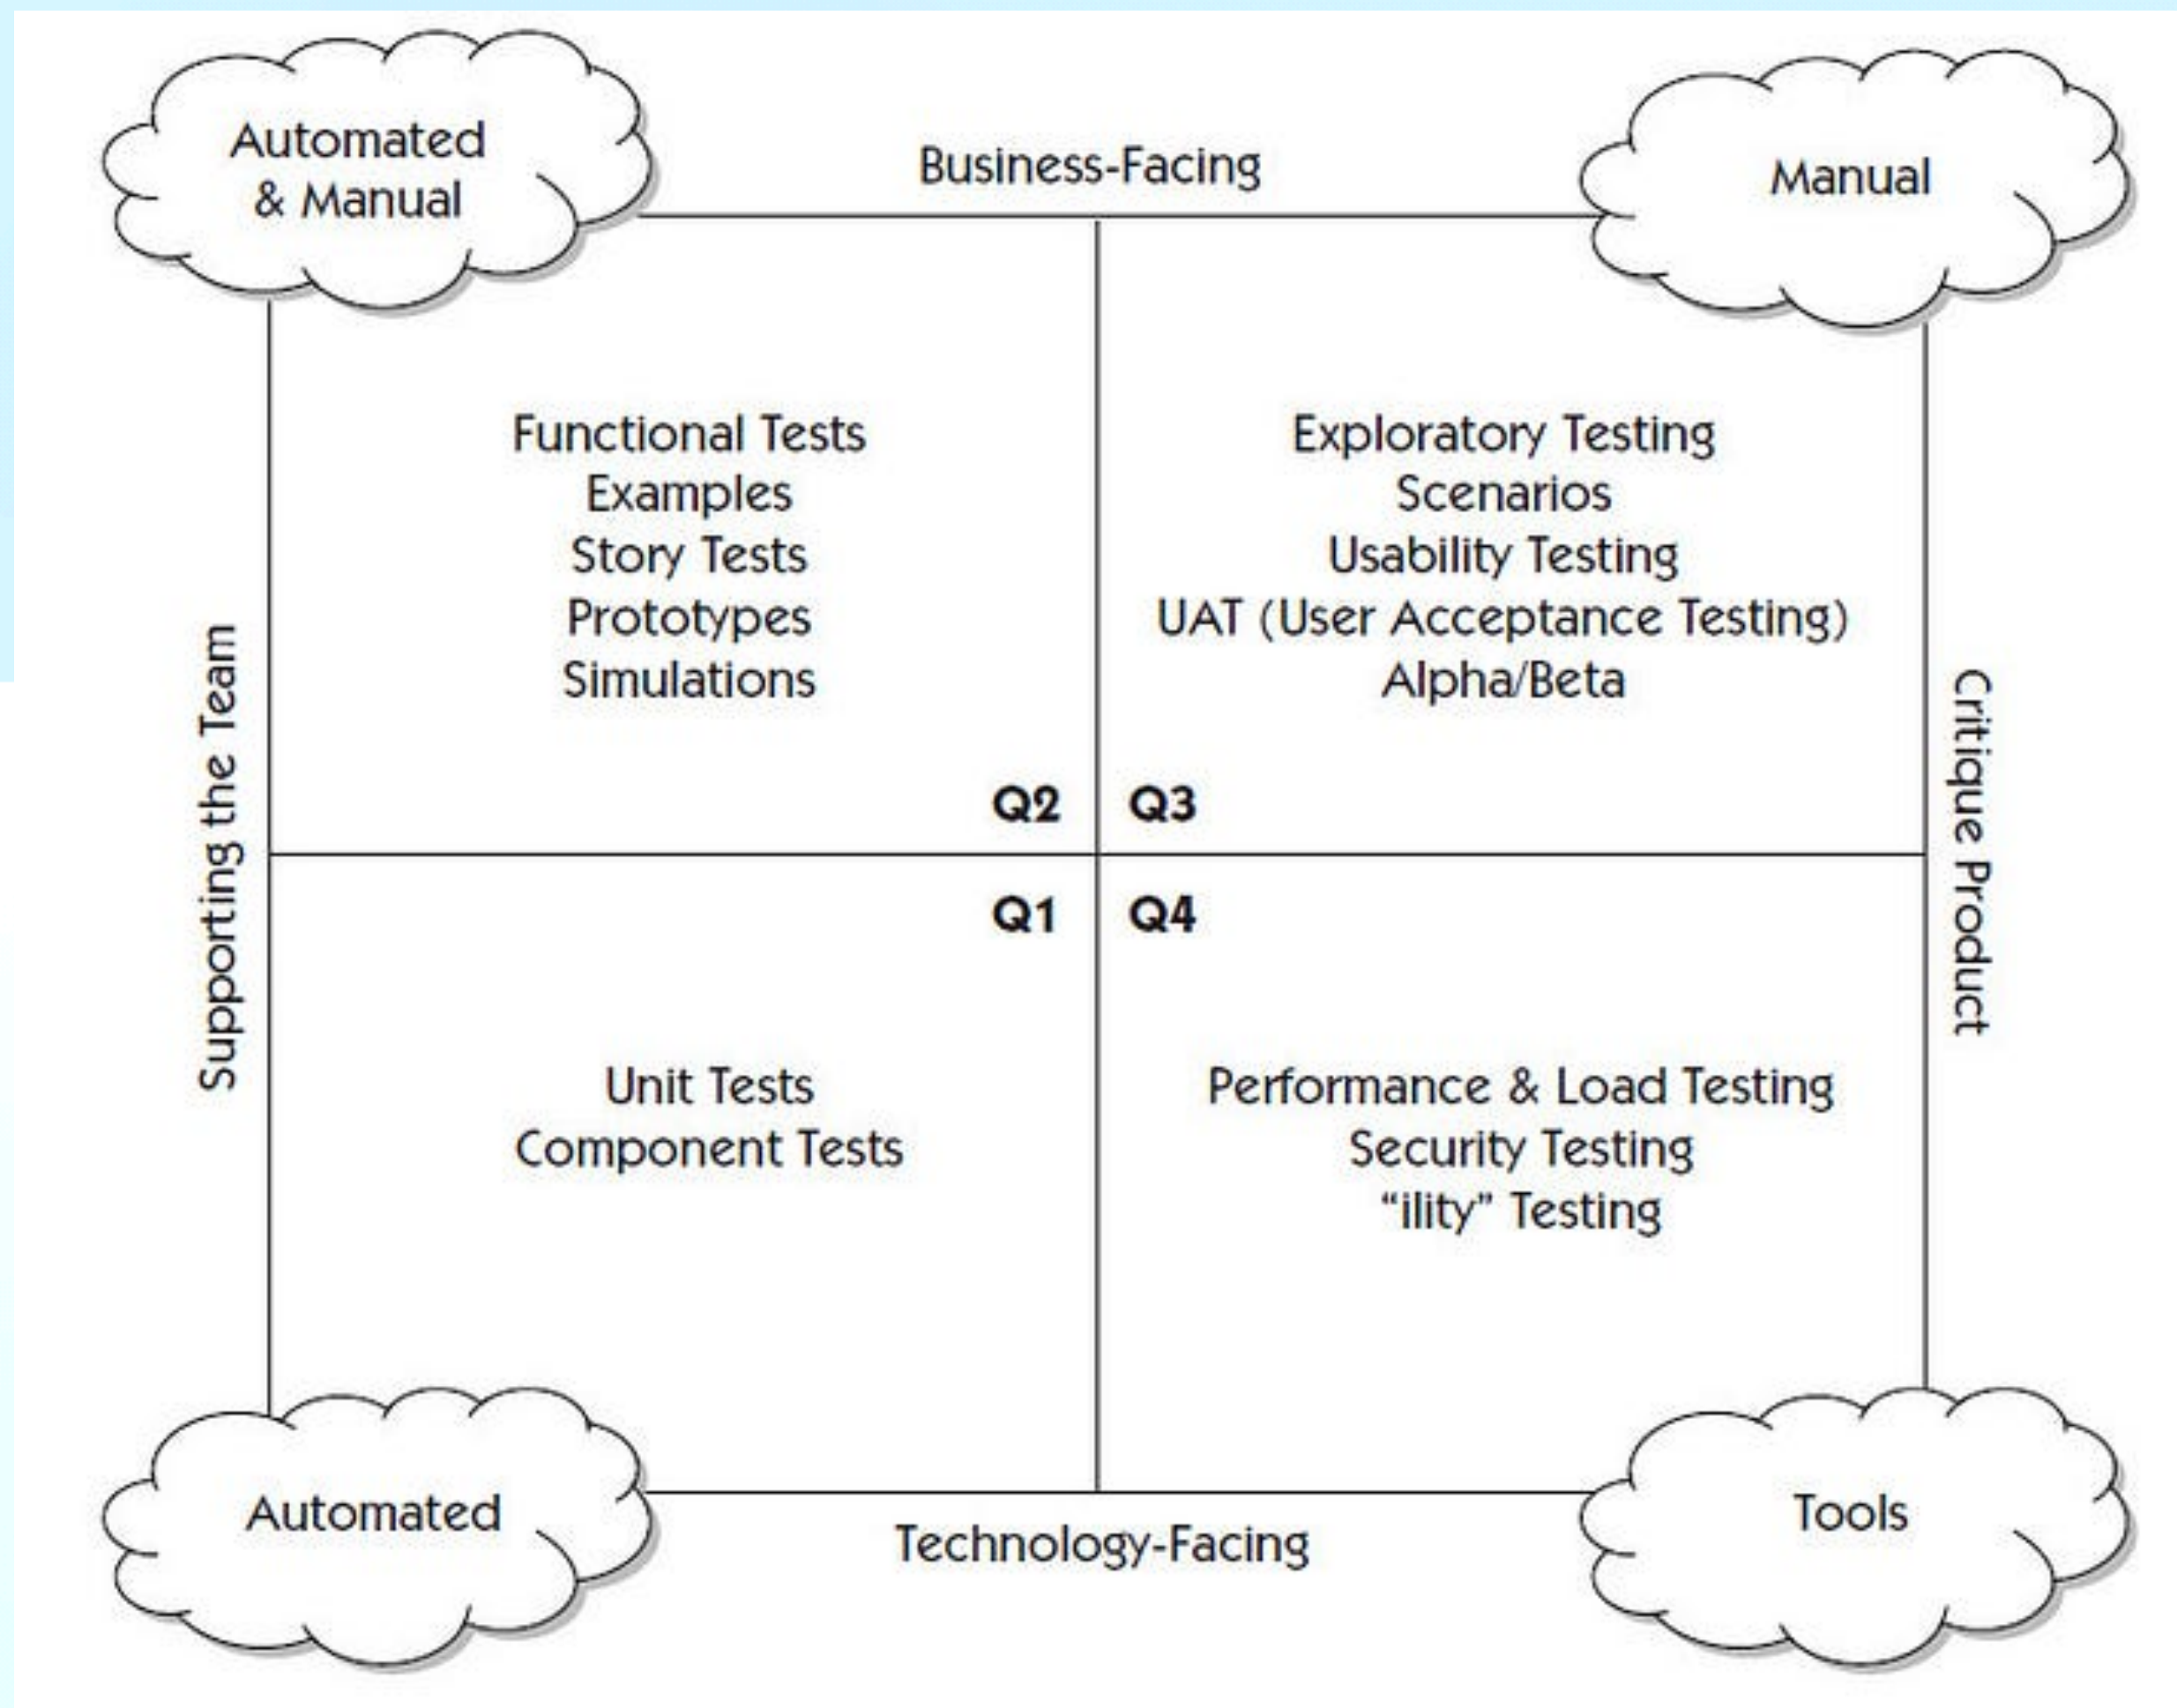 Automated
& Manual
Business-Facing
Manual
Functional Tests
Examples
Story Tests
Prototypes
Simulations
Exploratory Testing
Scenarios
Usability Testing
UAT (User Acceptance Testing)
Alpha/Beta
Supporting the Team
Critique Product
Q2
Q3
Q1
Q4
Unit Tests
Component Tests
Performance & Load Testing
Security Testing
“ility” Testing
Automated
Technology-Facing
Tools